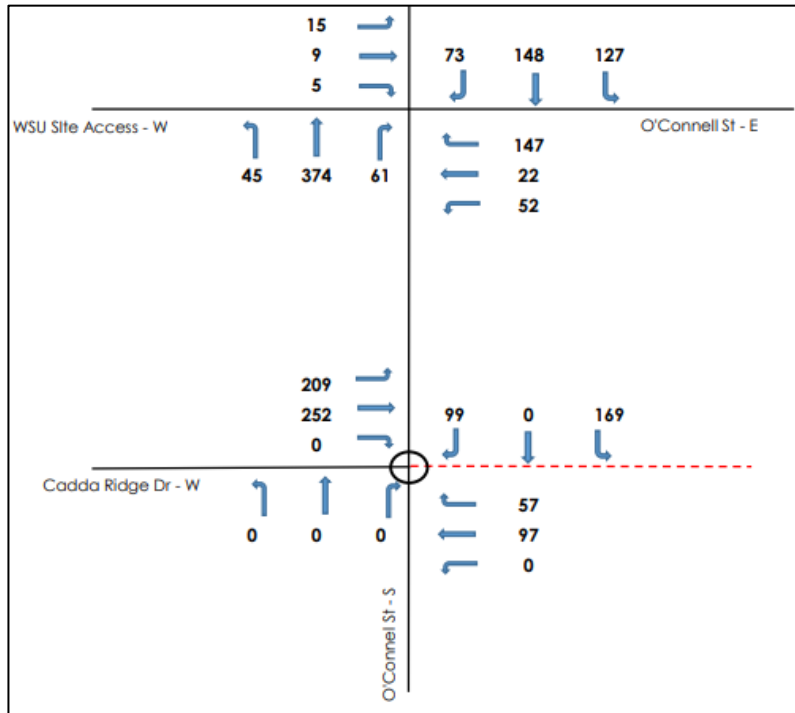 15
9
5
73 148 127
WSU SIte Access - W
O'Connell St - E
45 374 61
147
22
52
209
252
0
99 0 169
Cadda Ridge Dr - W
0 0 0
57
97
0
O'Connel St - S